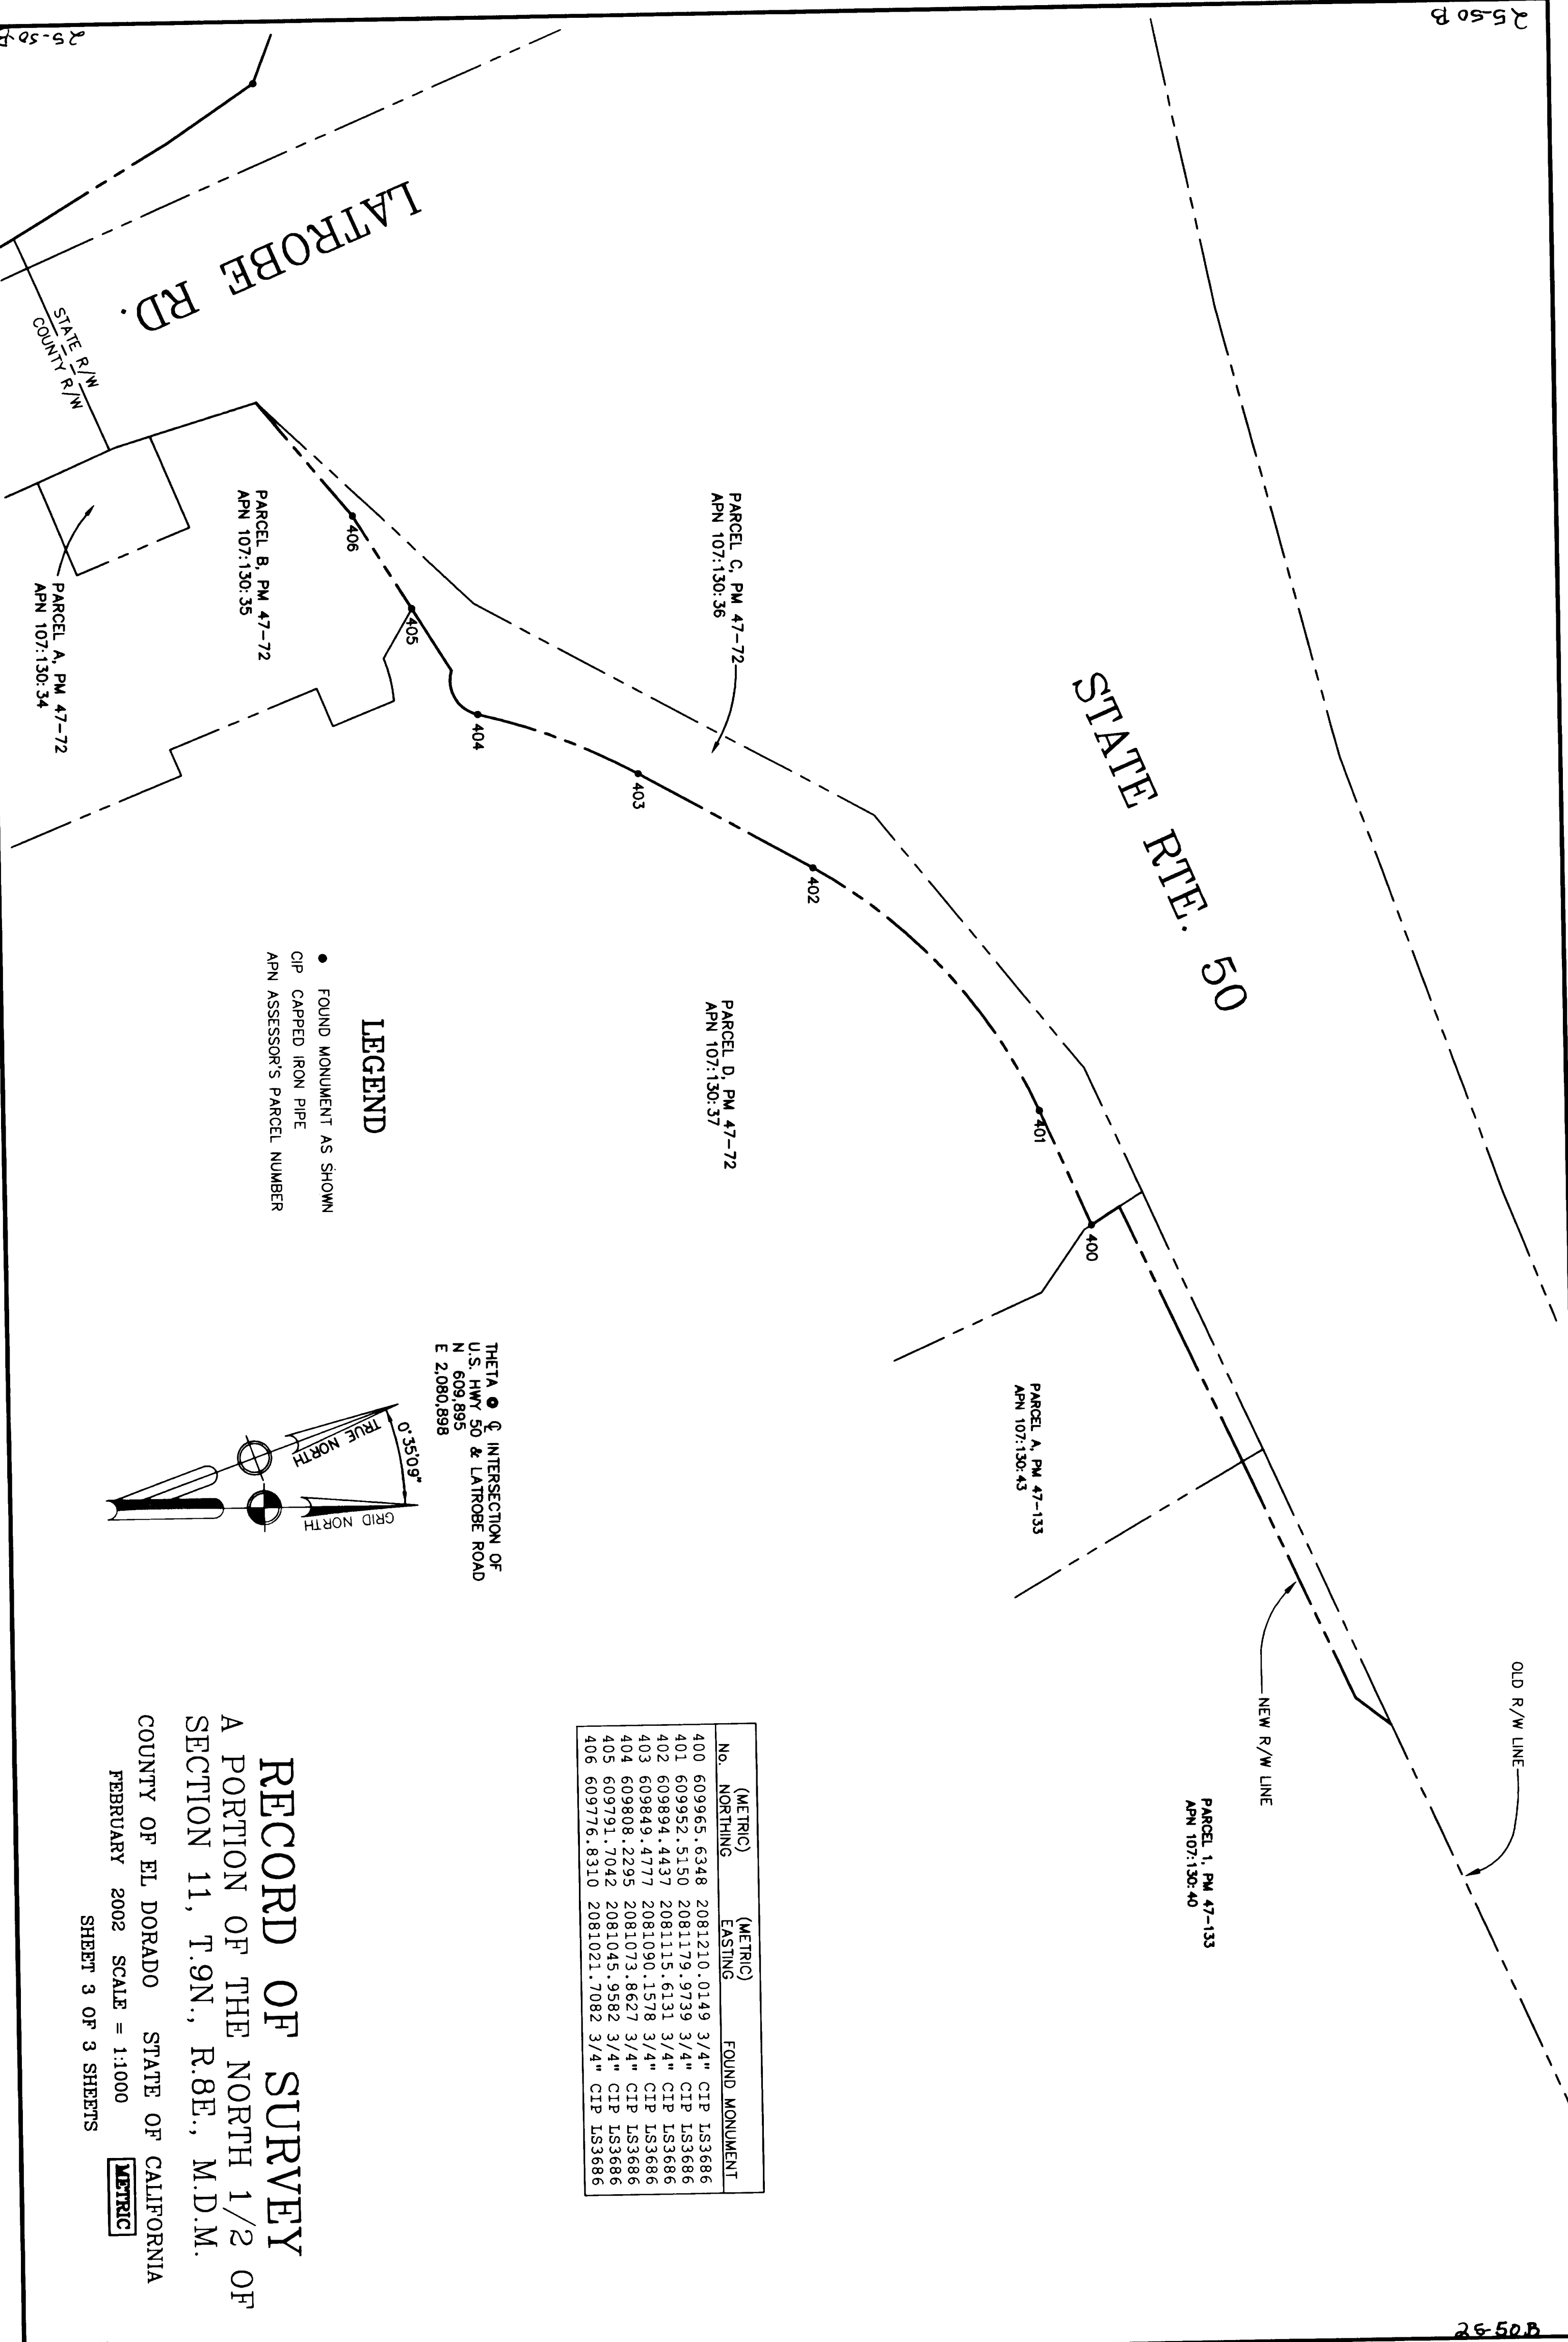 25-50B
25-50B
25-50B
LATROBE RD.
STATE R/W
COUNTY R/W
STATE RTE. 50
OLD R/W LINE
NEW R/W LINE
PARCEL C, PM 47-72
APN 107:130:36
PARCEL B, PM 47-72
APN 107:130:35
PARCEL A, PM 47-72
APN 107:130:34
PARCEL D, PM 47-72
APN 107:130:37
PARCEL A, PM 47-133
APN 107:130:43
PARCEL 1, PM 47-133
APN 107:130:40
406
405
404
403
402
401
400
LEGEND
● FOUND MONUMENT AS SHOWN
CIP CAPPED IRON PIPE
APN ASSESSOR'S PARCEL NUMBER
THETA @ ℄ INTERSECTION OF
U.S. HWY 50 & LATROBE ROAD
N 609,895
E 2,080,898
0°35'09"
TRUE NORTH
GRID NORTH
(METRIC) (METRIC)
No. NORTHING EASTING FOUND MONUMENT
400 609965.6348 2081210.0149 3/4" CIP LS3686
401 609952.5150 2081179.9739 3/4" CIP LS3686
402 609894.4437 2081115.6131 3/4" CIP LS3686
403 609849.4777 2081090.1578 3/4" CIP LS3686
404 609808.2295 2081073.8627 3/4" CIP LS3686
405 609791.7042 2081045.9582 3/4" CIP LS3686
406 609776.8310 2081021.7082 3/4" CIP LS3686
RECORD OF SURVEY
A PORTION OF THE NORTH 1/2 OF
SECTION 11, T.9N., R.8E., M.D.M.
COUNTY OF EL DORADO STATE OF CALIFORNIA
FEBRUARY 2002 SCALE = 1:1000 METRIC
SHEET 3 OF 3 SHEETS